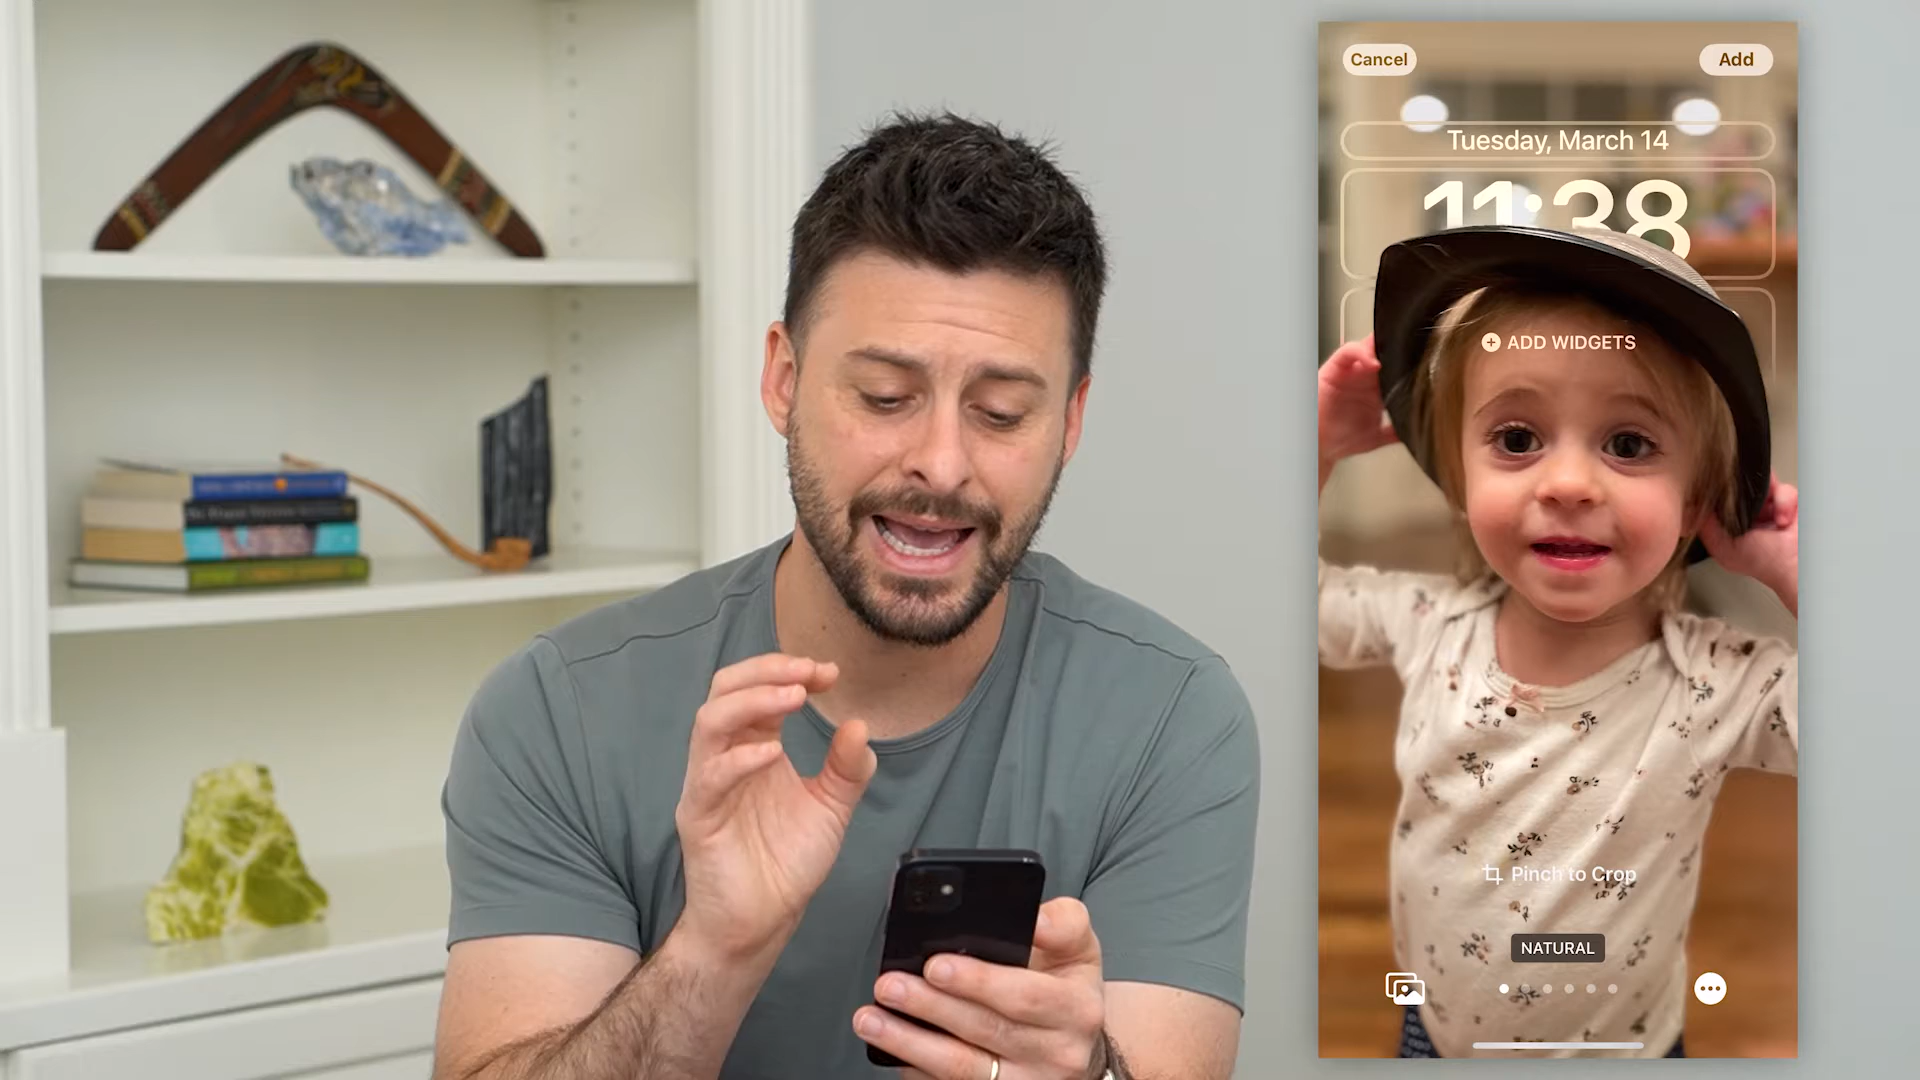 Cancel
Add
Tuesday, March 14
11:38
ADD WIDGETS
Pinch to Crop
NATURAL